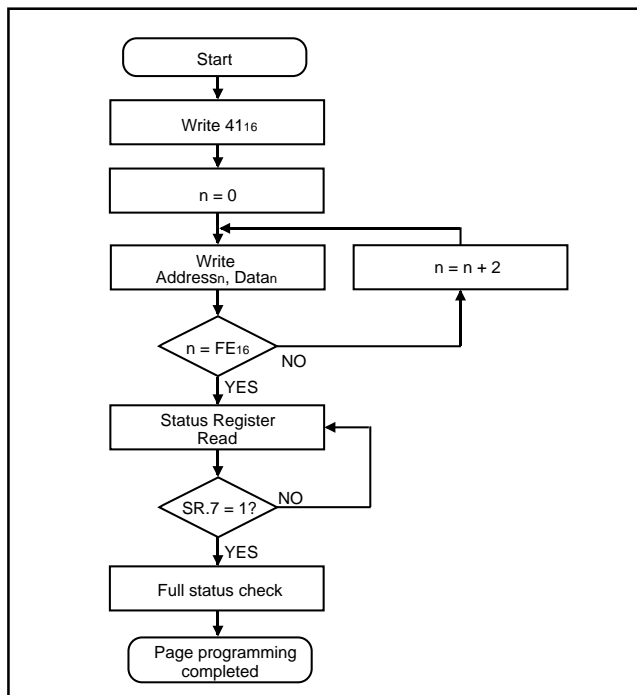 Start
Write 41₁₆
n = 0
Write
Addressn, Datan
n = n + 2
n = FE₁₆
NO
YES
Status Register
Read
SR.7 = 1?
NO
YES
Full status check
Page programming
completed